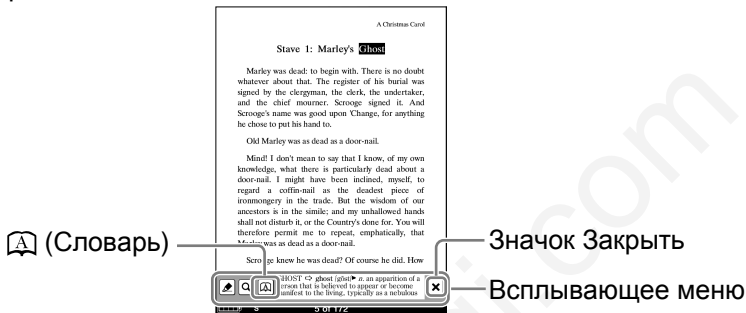 A Christmas Carol
Stave 1: Marley's Ghost
Marley was dead: to begin with. There is no doubt
whatever about that. The register of his burial was
signed by the clergyman, the clerk, the undertaker,
and the chief mourner. Scrooge signed it. And
Scrooge's name was good upon 'Change, for anything
he chose to put his hand to.
Old Marley was as dead as a door-nail.
Mind! I don't mean to say that I know, of my own
knowledge, what there is particularly dead about a
door-nail. I might have been inclined, myself, to
regard a coffin-nail as the deadest piece of
ironmongery in the trade. But the wisdom of our
ancestors is in the simile; and my unhallowed hands
shall not disturb it, or the Country's done for. You will
therefore permit me to repeat, emphatically, that
Marley was as dead as a door-nail.
Scrooge knew he was dead? Of course he did. How
(Словарь)
Значок Закрыть
GHOST ⇨ ghost |gōst|▶ n. an apparition of a
person that is believed to appear or become
manifest to the living, typically as a nebulous
Всплывающее меню
S
5 of 172